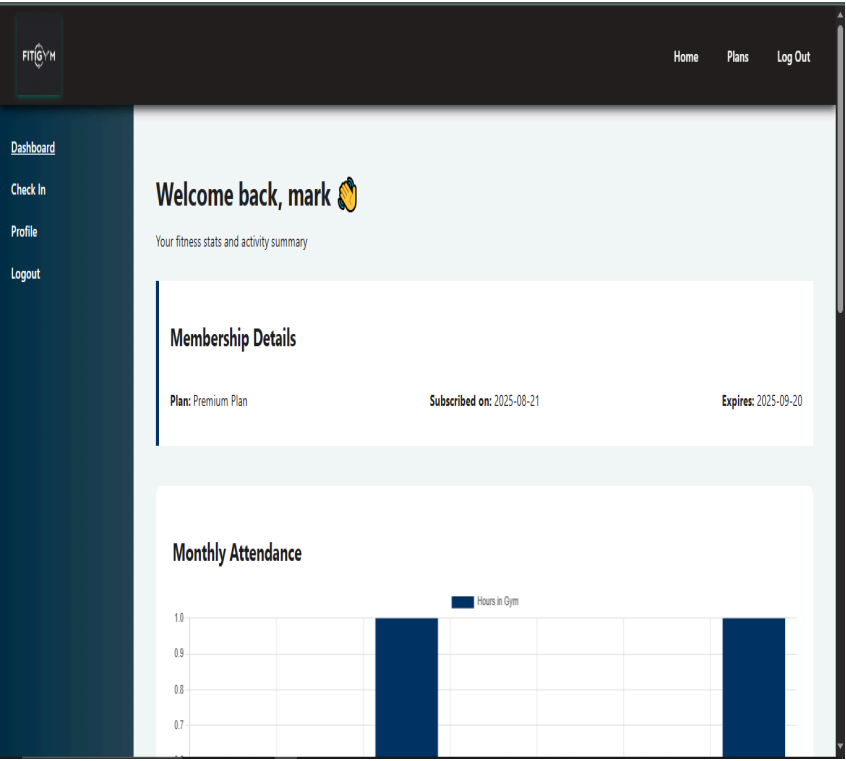 FITGYM
Home Plans Log Out
Dashboard
Check In
Profile
Logout
Welcome back, mark 👏
Your fitness stats and activity summary
Membership Details
Plan: Premium Plan Subscribed on: 2025-08-21 Expires: 2025-09-20
Monthly Attendance
Hours in Gym
1.0
0.9
0.8
0.7